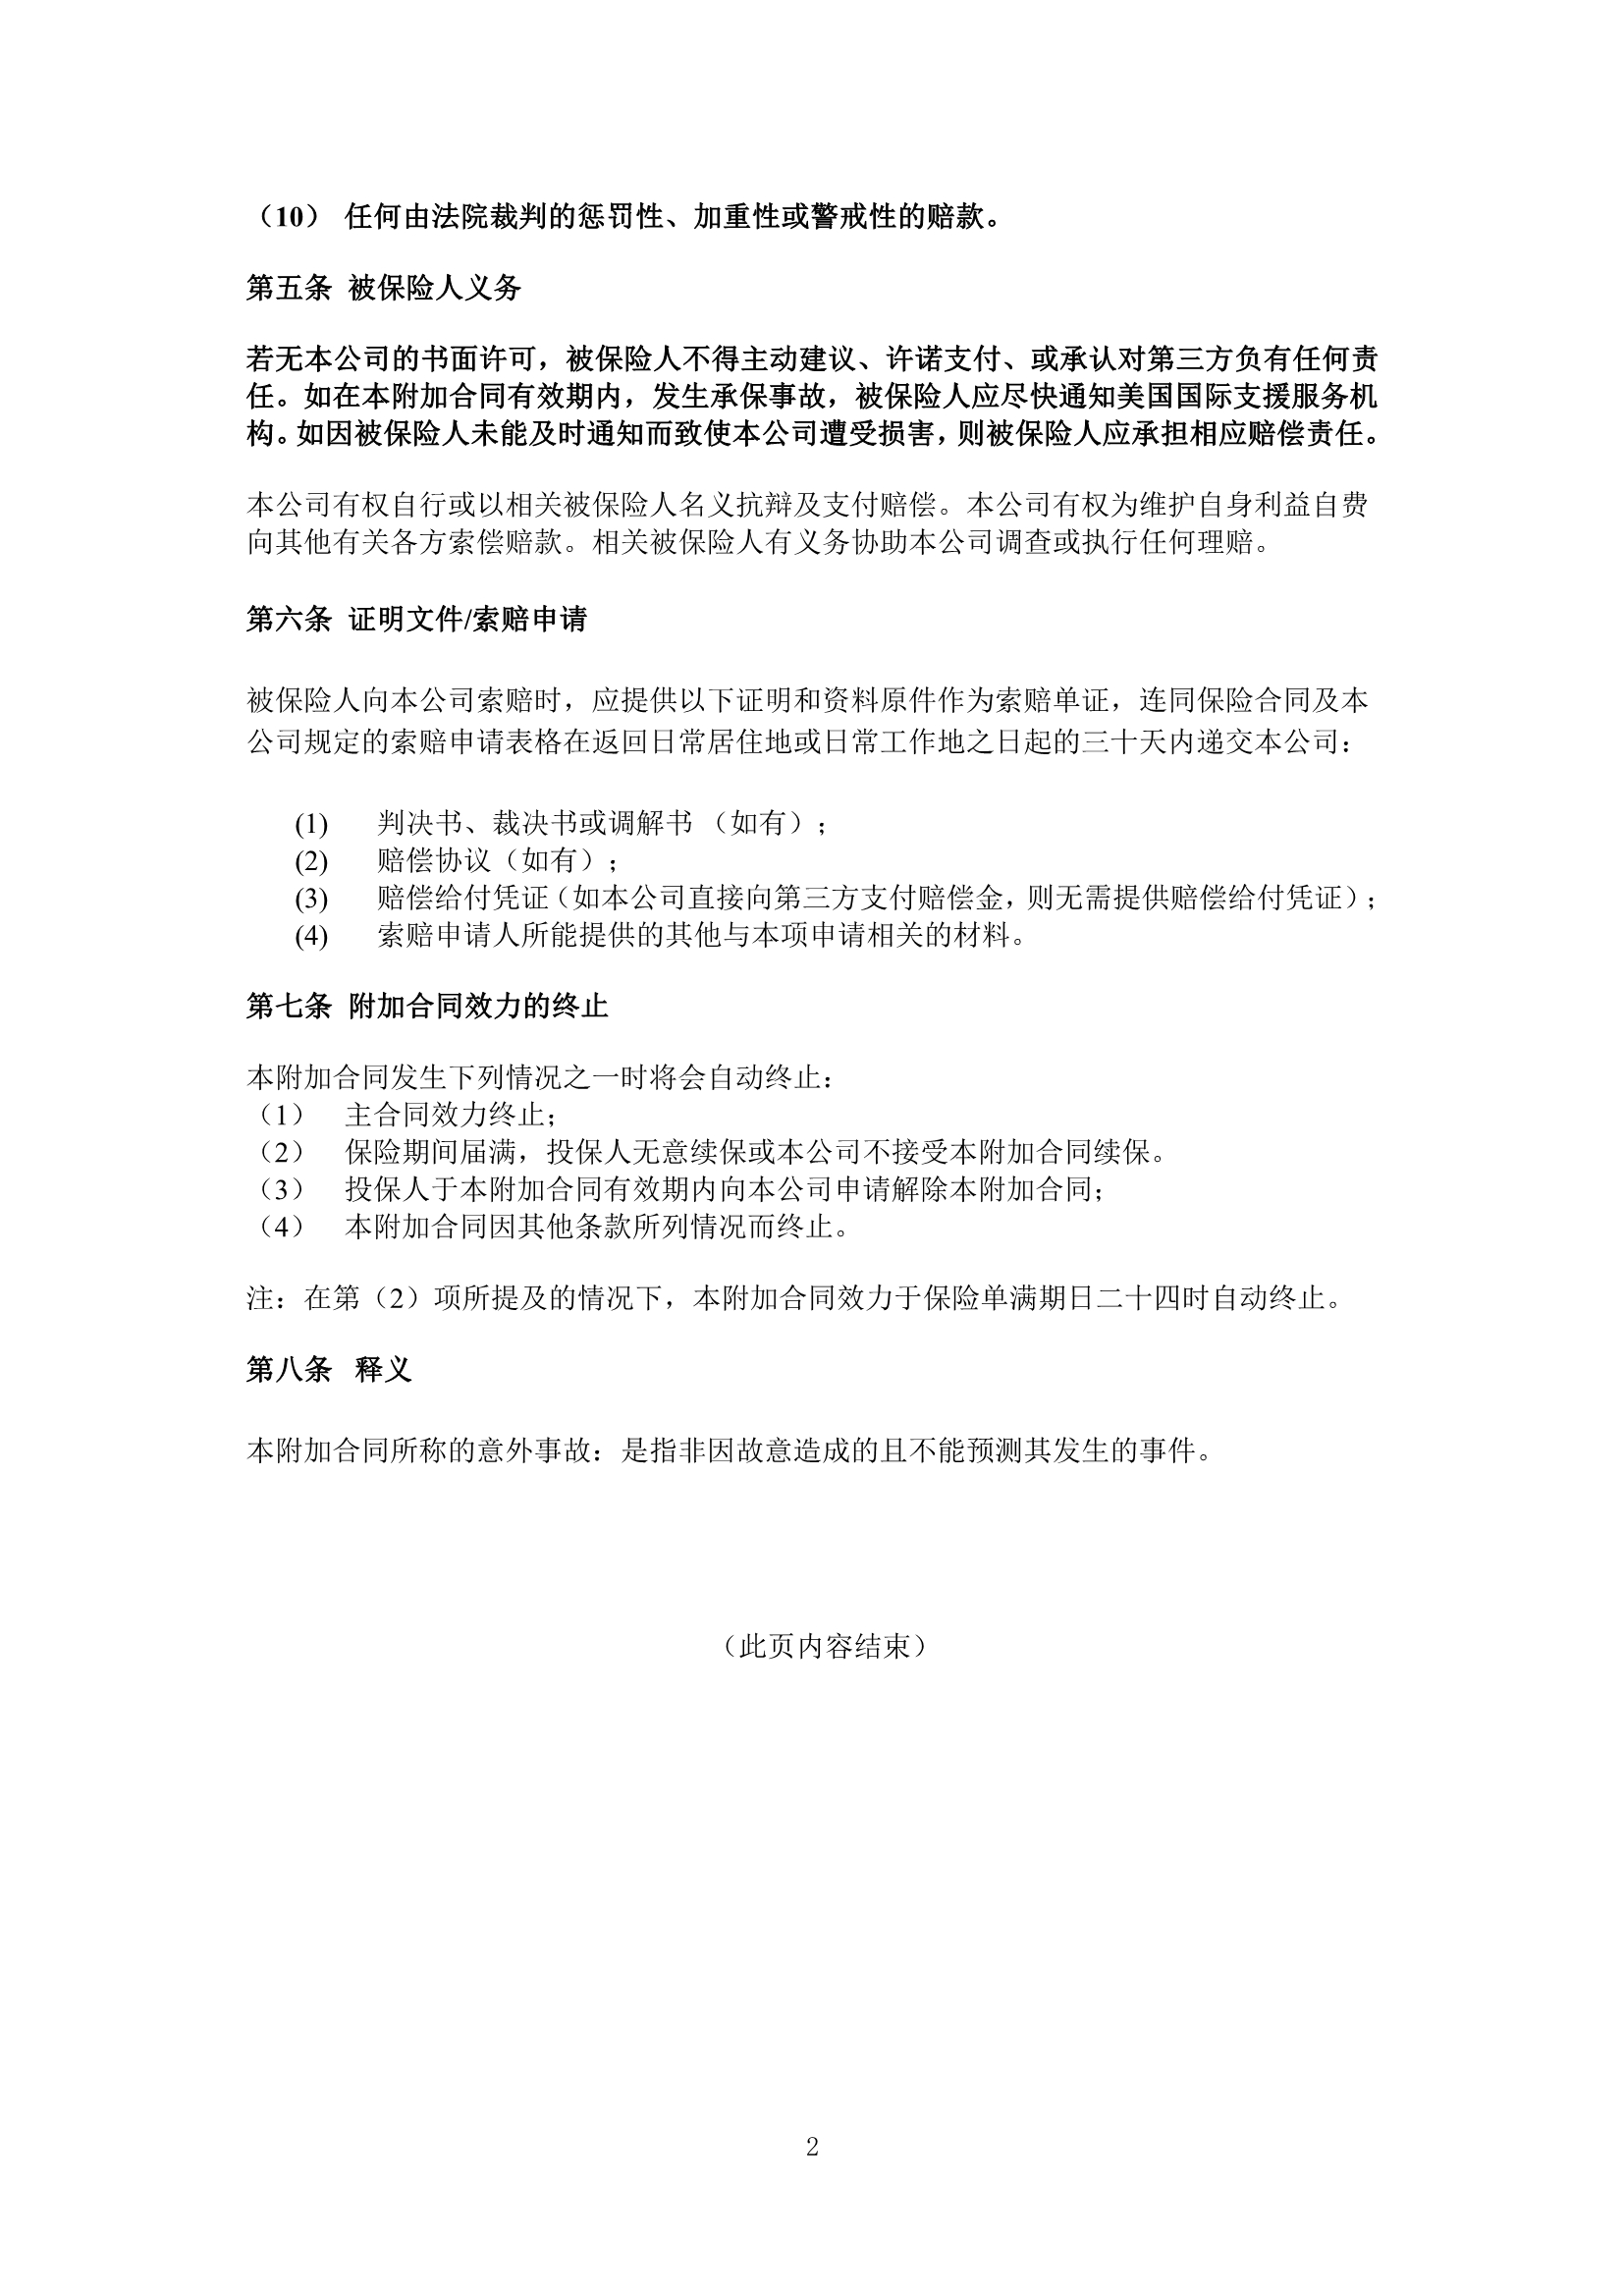 （10） 任何由法院裁判的惩罚性、加重性或警戒性的赔款。
第五条 被保险人义务
若无本公司的书面许可，被保险人不得主动建议、许诺支付、或承认对第三方负有任何责
任。如在本附加合同有效期内，发生承保事故，被保险人应尽快通知美国国际支援服务机
构。如因被保险人未能及时通知而致使本公司遭受损害，则被保险人应承担相应赔偿责任。
本公司有权自行或以相关被保险人名义抗辩及支付赔偿。本公司有权为维护自身利益自费
向其他有关各方索偿赔款。相关被保险人有义务协助本公司调查或执行任何理赔。
第六条 证明文件/索赔申请
被保险人向本公司索赔时，应提供以下证明和资料原件作为索赔单证，连同保险合同及本
公司规定的索赔申请表格在返回日常居住地或日常工作地之日起的三十天内递交本公司：
(1) 判决书、裁决书或调解书 （如有）；
(2) 赔偿协议（如有）；
(3) 赔偿给付凭证（如本公司直接向第三方支付赔偿金，则无需提供赔偿给付凭证）；
(4) 索赔申请人所能提供的其他与本项申请相关的材料。
第七条 附加合同效力的终止
本附加合同发生下列情况之一时将会自动终止：
（1） 主合同效力终止；
（2） 保险期间届满，投保人无意续保或本公司不接受本附加合同续保。
（3） 投保人于本附加合同有效期内向本公司申请解除本附加合同；
（4） 本附加合同因其他条款所列情况而终止。
注：在第（2）项所提及的情况下，本附加合同效力于保险单满期日二十四时自动终止。
第八条 释义
本附加合同所称的意外事故：是指非因故意造成的且不能预测其发生的事件。
（此页内容结束）
2